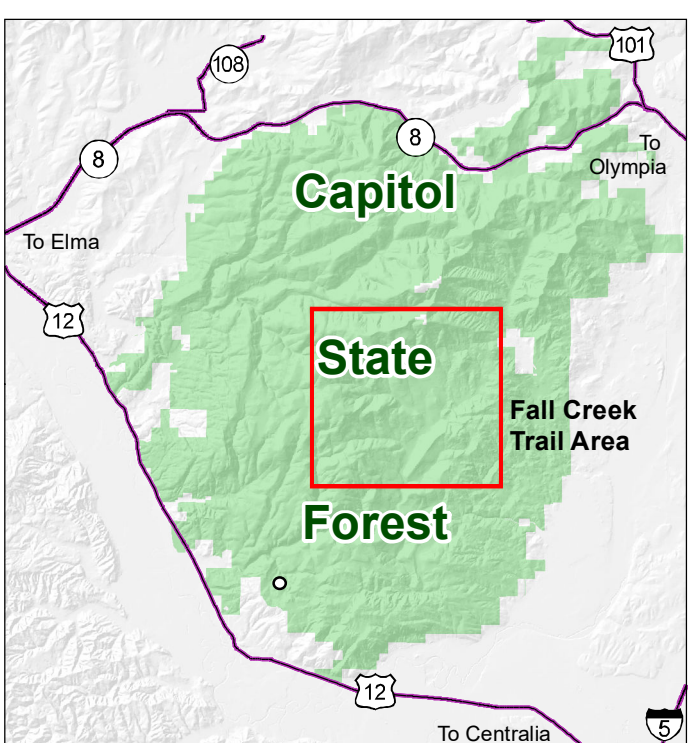 101
108
8
8
To
Olympia
Capitol
To Elma
12
State
Fall Creek
Trail Area
Forest
12
To Centralia
5